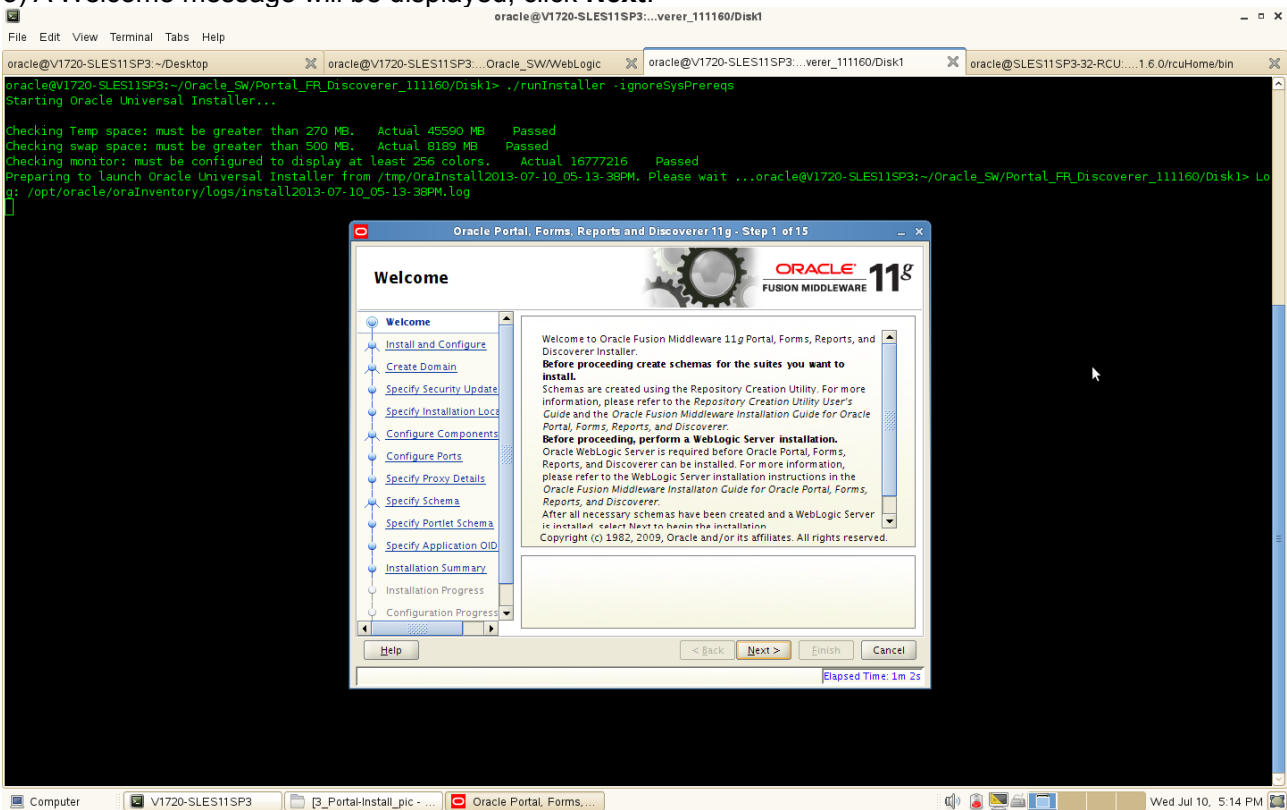 A Welcome message will be displayed, click Next.
oracle@V1720-SLES11SP3:...verer_111160/Disk1
File Edit View Terminal Tabs Help
oracle@V1720-SLES11SP3:~/Desktop
oracle@V1720-SLES11SP3:...Oracle_SW/WebLogic
oracle@V1720-SLES11SP3:...verer_111160/Disk1
oracle@SLES11SP3-32-RCU:....1.6.0/rcuHome/bin
oracle@V1720-SLES11SP3:~/Oracle_SW/Portal_FR_Discoverer_111160/Disk1> ./runInstaller -ignoreSysPrereqs
Starting Oracle Universal Installer...
Checking Temp space: must be greater than 270 MB. Actual 45590 MB Passed
Checking swap space: must be greater than 500 MB. Actual 8189 MB Passed
Checking monitor: must be configured to display at least 256 colors. Actual 16777216 Passed
Preparing to launch Oracle Universal Installer from /tmp/OraInstall2013-07-10_05-13-38PM. Please wait ...oracle@V1720-SLES11SP3:~/Oracle_SW/Portal_FR_Discoverer_111160/Disk1> Lo
g: /opt/oracle/oraInventory/logs/install2013-07-10_05-13-38PM.log
Oracle Portal, Forms, Reports and Discoverer 11g - Step 1 of 15
Welcome
ORACLE
FUSION MIDDLEWARE
11g
Welcome
Install and Configure
Create Domain
Specify Security Update
Specify Installation Loca
Configure Components
Configure Ports
Specify Proxy Details
Specify Schema
Specify Portlet Schema
Specify Application OID
Installation Summary
Installation Progress
Configuration Progress
Welcome to Oracle Fusion Middleware 11g Portal, Forms, Reports, and
Discoverer Installer.
Before proceeding create schemas for the suites you want to
install.
Schemas are created using the Repository Creation Utility. For more
information, please refer to the Repository Creation Utility User's
Guide and the Oracle Fusion Middleware Installation Guide for Oracle
Portal, Forms, Reports, and Discoverer.
Before proceeding, perform a WebLogic Server installation.
Oracle WebLogic Server is required before Oracle Portal, Forms,
Reports, and Discoverer can be installed. For more information,
please refer to the WebLogic Server installation instructions in the
Oracle Fusion Middleware Installaton Guide for Oracle Portal, Forms,
Reports, and Discoverer.
After all necessary schemas have been created and a WebLogic Server
is installed, select Next to begin the installation
Copyright (c) 1982, 2009, Oracle and/or its affiliates. All rights reserved.
Help
< Back
Next >
Finish
Cancel
Elapsed Time: 1m 2s
Computer
V1720-SLES11SP3
[3_Portal-Install_pic - ...
Oracle Portal, Forms,...
Wed Jul 10, 5:14 PM